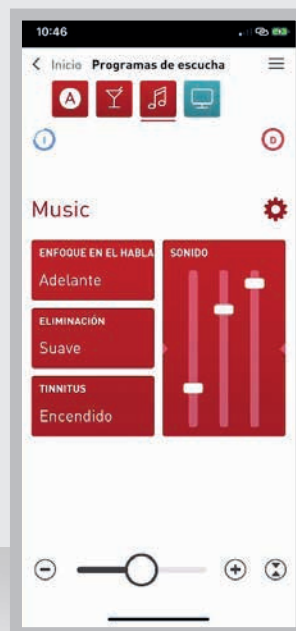 10:46
Inicio Programas de escucha
A
I D
Music
ENFOQUE EN EL HABLA
Adelante
SONIDO
ELIMINACIÓN
Suave
TINNITUS
Encendido